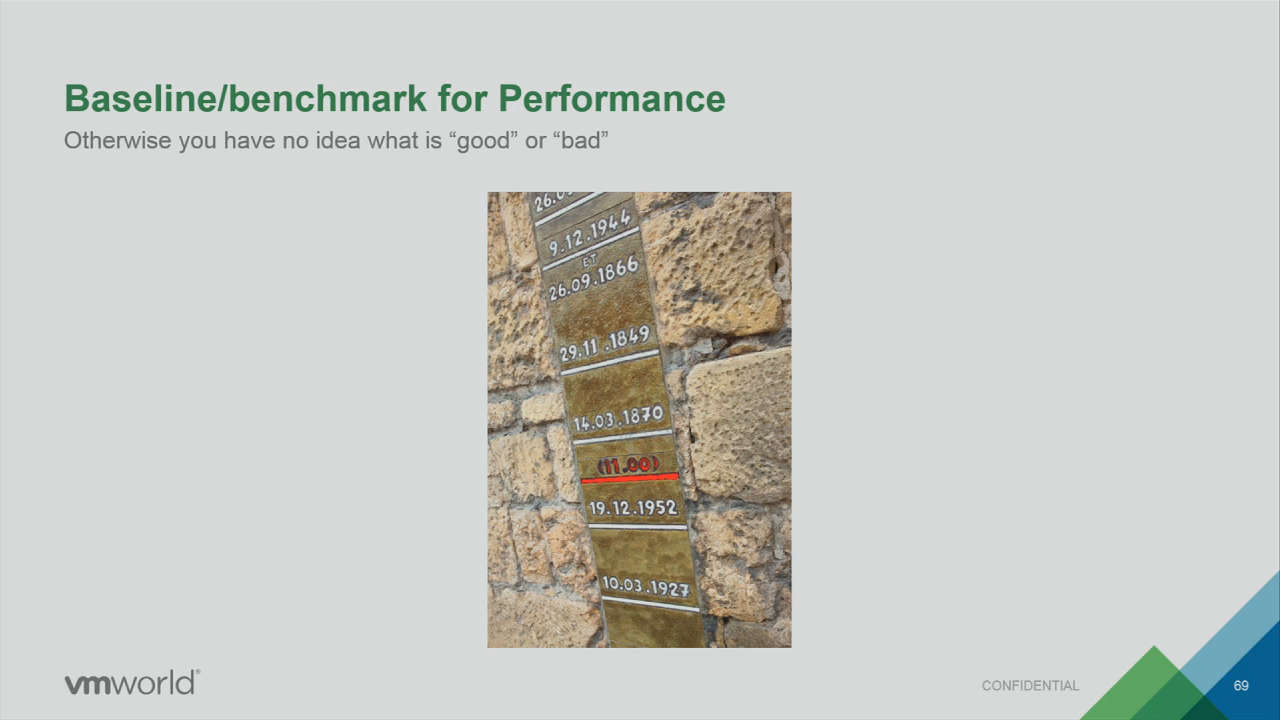 Baseline/benchmark for Performance
Otherwise you have no idea what is “good” or “bad”
9.12.1944
ET
26.09.1866
29.11.1849
14.03.1870
(11.00)
19.12.1952
10.03.1927
vmworld®
CONFIDENTIAL
69